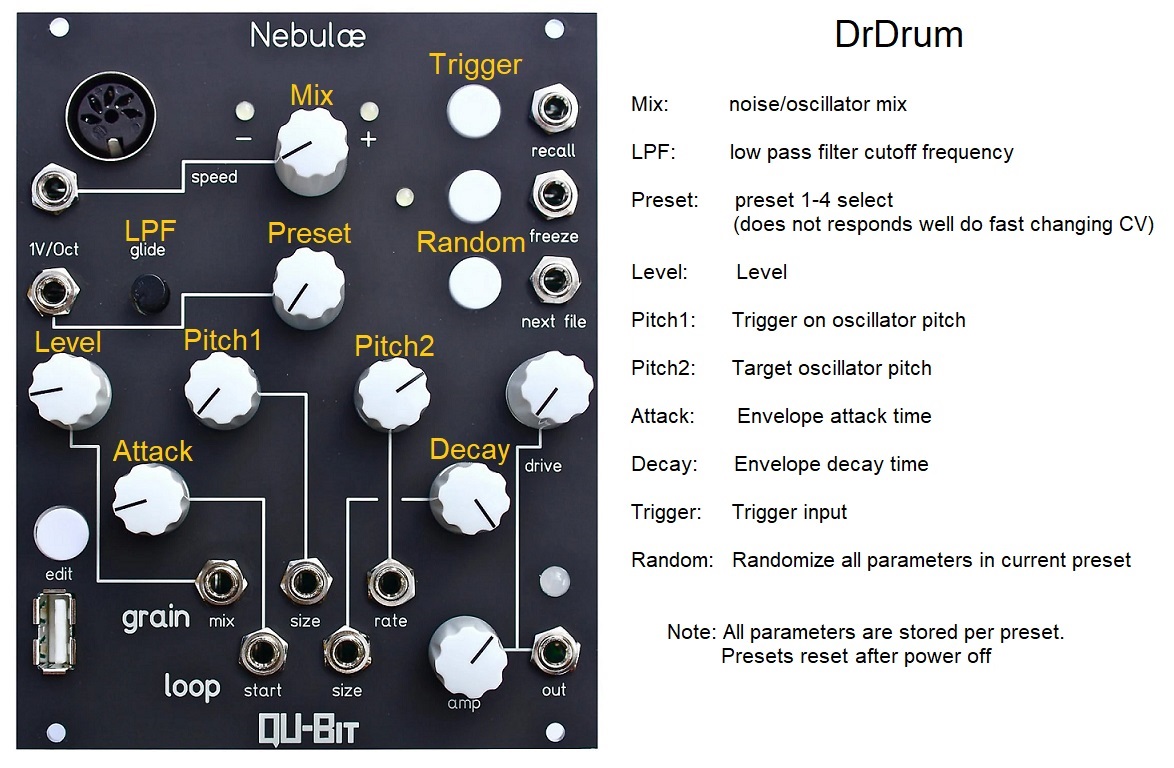 Nebulæ
Trigger
Mix
− +
recall
speed
LPF
Preset
Random
1V/Oct
glide
freeze
next file
Level
Pitch1
Pitch2
Attack
Decay
drive
edit
grain
mix
size
rate
loop
start
size
amp
out
QU-BIT
DrDrum
Mix: noise/oscillator mix
LPF: low pass filter cutoff frequency
Preset: preset 1-4 select
(does not responds well do fast changing CV)
Level: Level
Pitch1: Trigger on oscillator pitch
Pitch2: Target oscillator pitch
Attack: Envelope attack time
Decay: Envelope decay time
Trigger: Trigger input
Random: Randomize all parameters in current preset
Note: All parameters are stored per preset.
Presets reset after power off